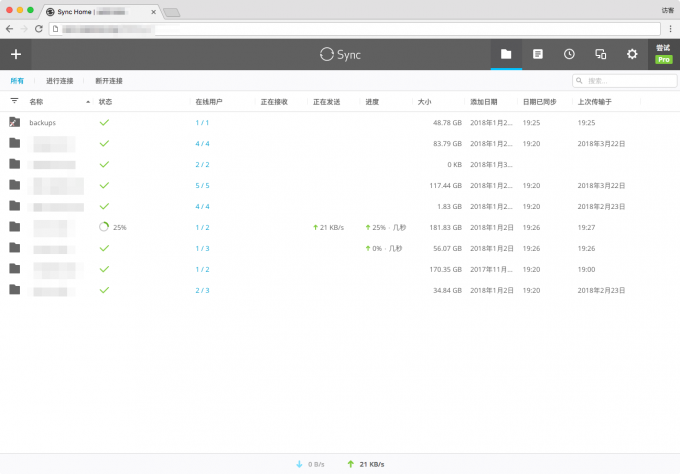 Sync Home |
访客
Sync
尝试
Pro
所有 进行连接 断开连接 搜索...
名称 状态 在线用户 正在接收 正在发送 进度 大小 添加日期 日期已同步 上次传输于
backups 1 / 1 48.78 GB 2018年1月2... 19:25 19:25
4 / 4 83.79 GB 2018年1月2... 19:20 2018年3月22日
2 / 2 0 KB 2018年1月3...
5 / 5 117.44 GB 2018年1月2... 19:20 2018年3月22日
4 / 4 1.83 GB 2018年1月2... 19:20 2018年2月23日
25% 1 / 2 21 KB/s 25% · 几秒 181.83 GB 2018年1月2日 19:26 19:27
1 / 3 0% · 几秒 56.07 GB 2018年1月2日 19:26 19:26
1 / 2 170.35 GB 2017年11月... 19:20 19:00
2 / 3 34.84 GB 2018年1月2日 19:20 2018年2月23日
0 B/s 21 KB/s